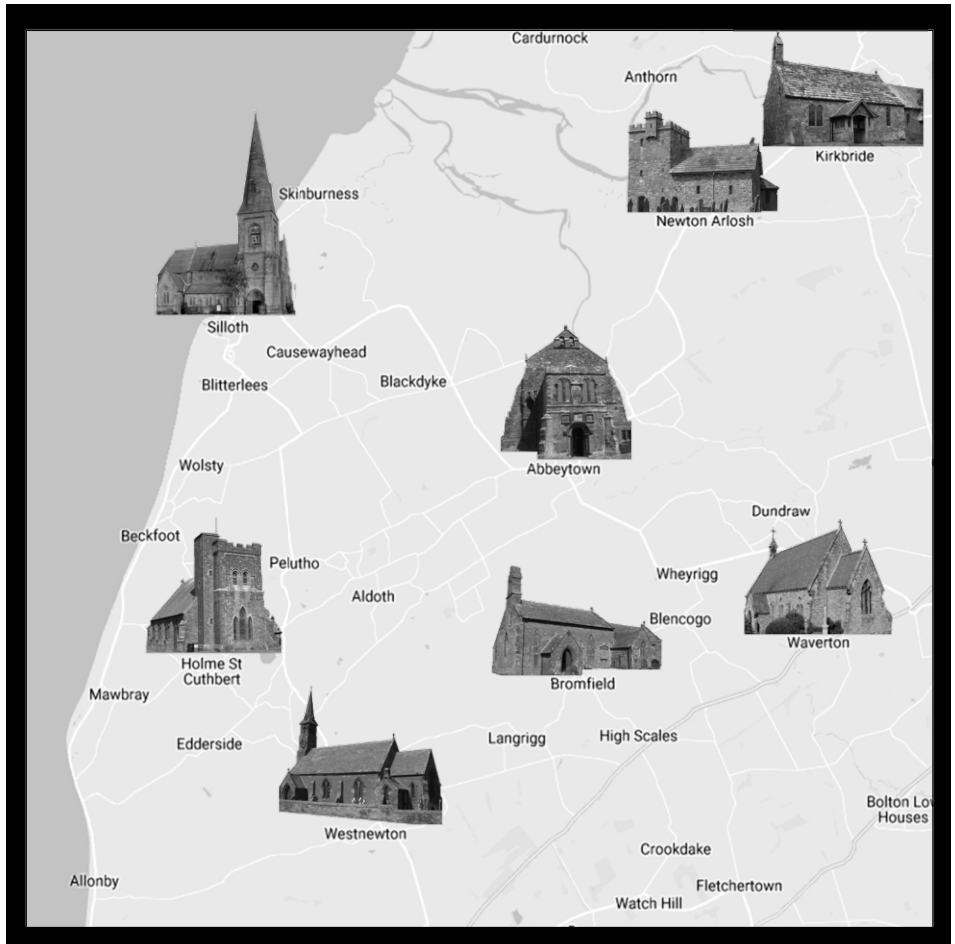 Cardurnock
Anthorn
Kirkbride
Skinburness
Newton Arlosh
Silloth
Causewayhead
Blitterlees
Blackdyke
Wolsty
Abbeytown
Dundraw
Beckfoot
Pelutho
Wheyrigg
Aldoth
Blencogo
Waverton
Holme St
Cuthbert
Bromfield
Mawbray
Edderside
Langrigg
High Scales
Bolton Lo
Houses
Westnewton
Crookdake
Allonby
Fletchertown
Watch Hill